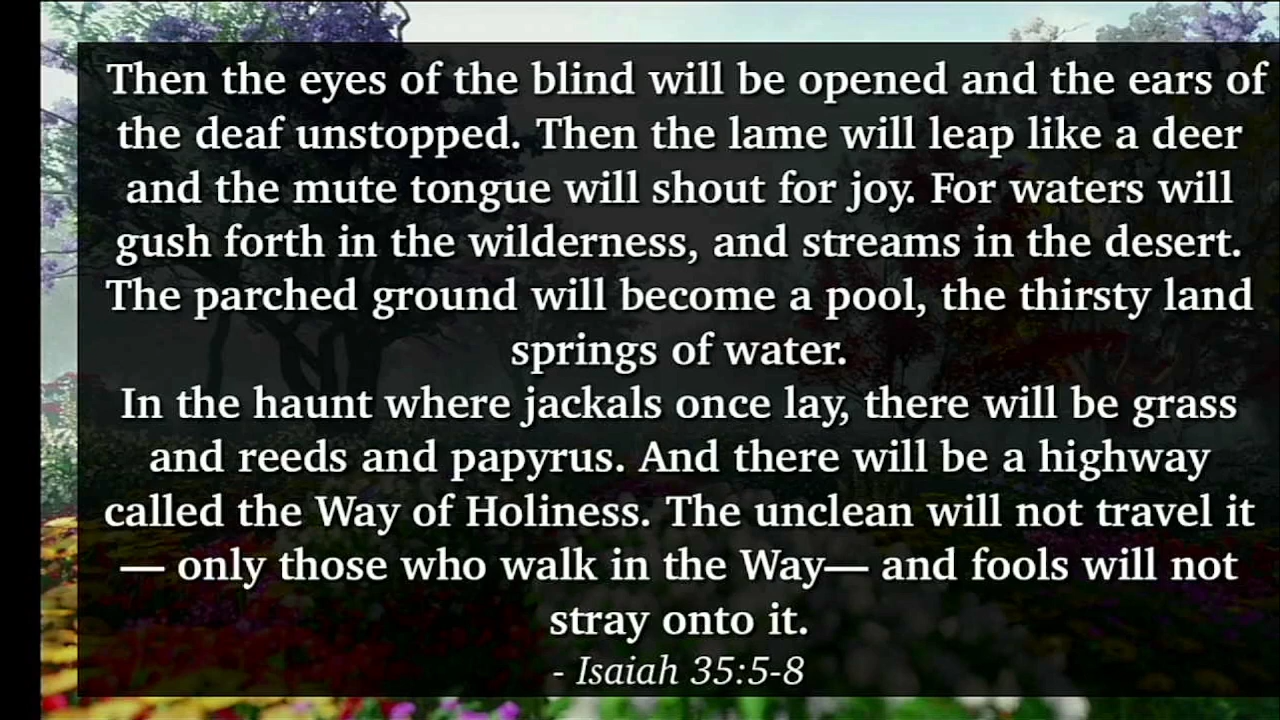 Then the eyes of the blind will be opened and the ears of
the deaf unstopped. Then the lame will leap like a deer
and the mute tongue will shout for joy. For waters will
gush forth in the wilderness, and streams in the desert.
The parched ground will become a pool, the thirsty land
springs of water.
In the haunt where jackals once lay, there will be grass
and reeds and papyrus. And there will be a highway
called the Way of Holiness. The unclean will not travel it
— only those who walk in the Way— and fools will not
stray onto it.
- Isaiah 35:5-8